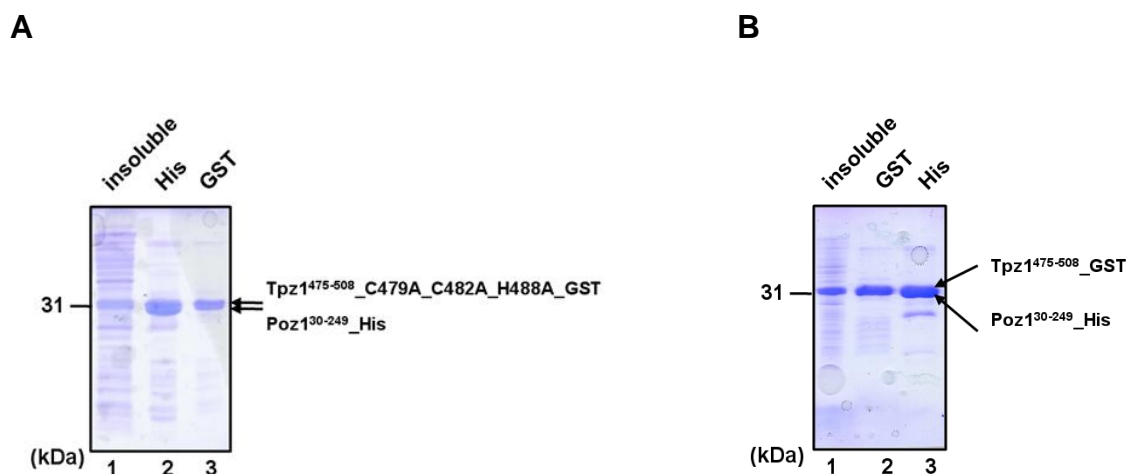 A
insoluble
His
GST
31
Tpz1⁴⁷⁵⁻⁵⁰⁸_C479A_C482A_H488A_GST
Poz1³⁰⁻²⁴⁹_His
(kDa)
1 2 3
B
insoluble
GST
His
31
Tpz1⁴⁷⁵⁻⁵⁰⁸_GST
Poz1³⁰⁻²⁴⁹_His
(kDa)
1 2 3